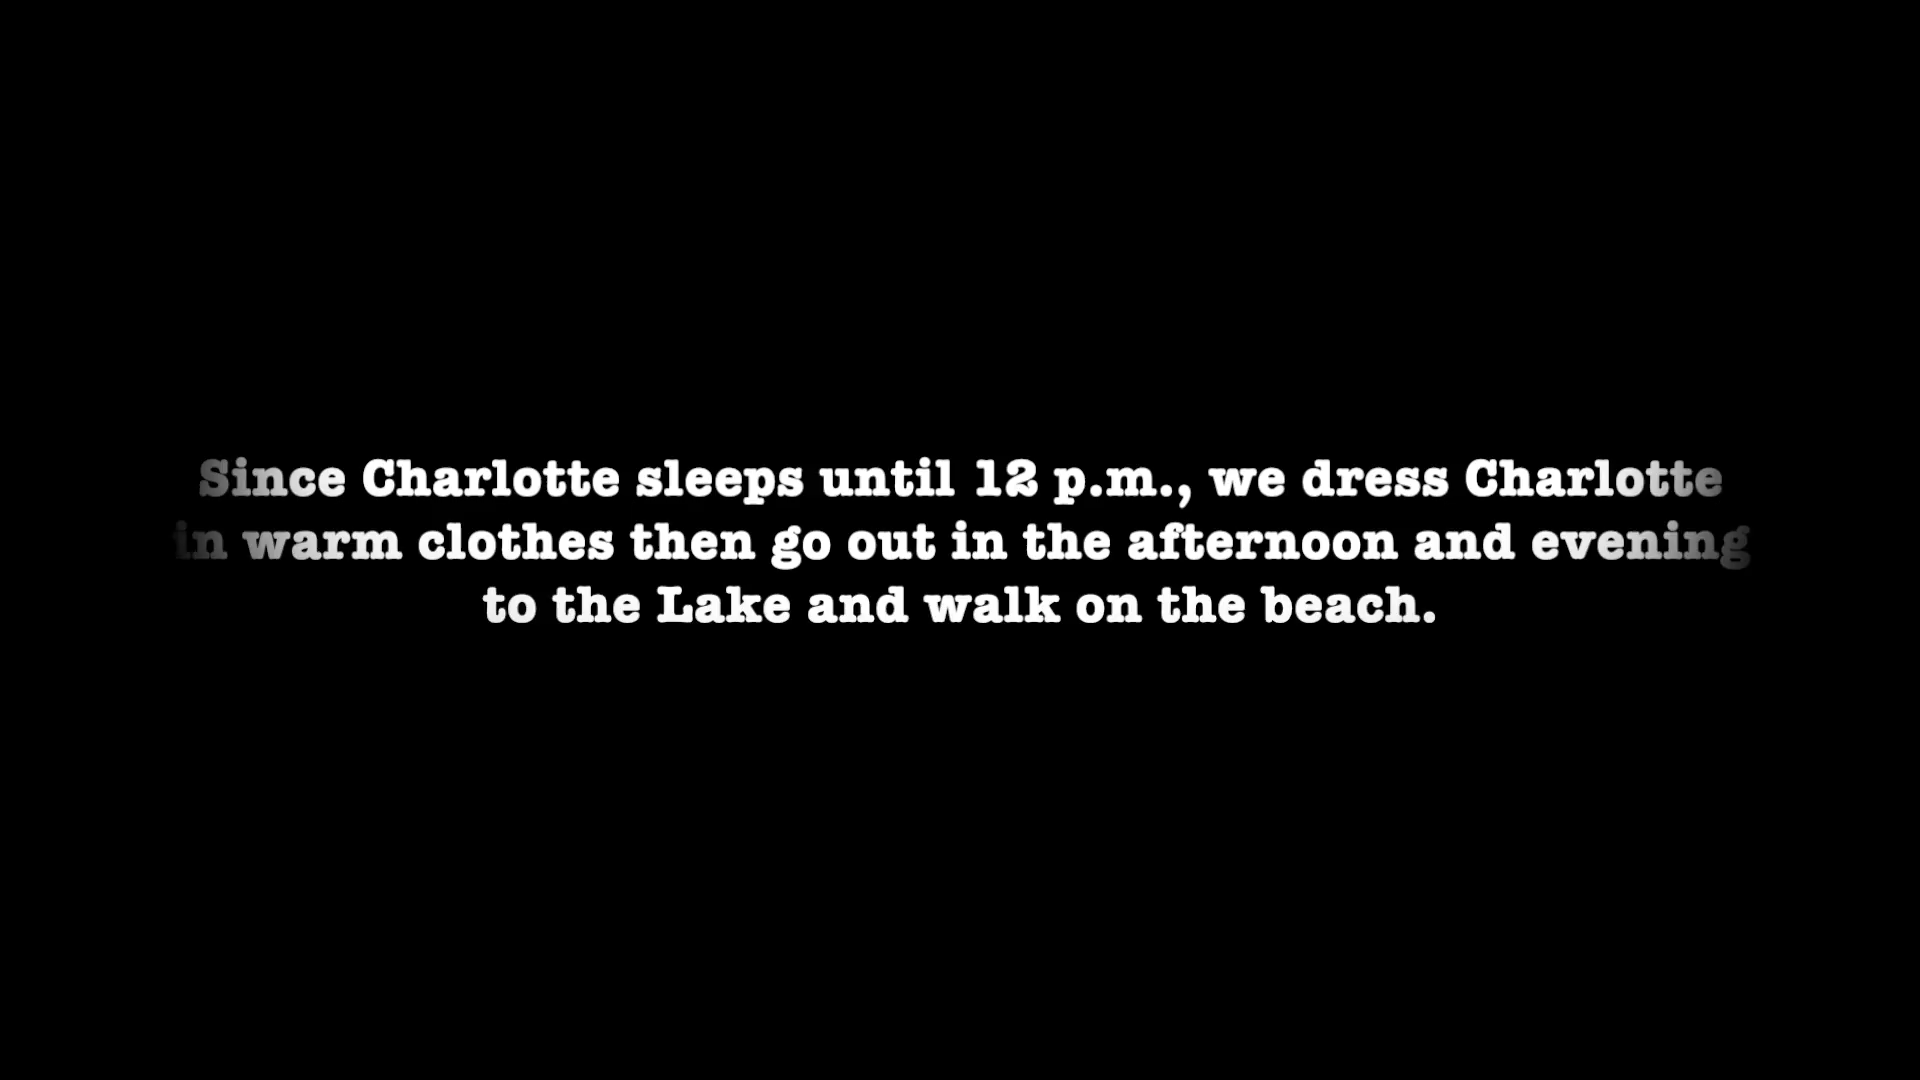 Since Charlotte sleeps until 12 p.m., we dress Charlotte
in warm clothes then go out in the afternoon and evening
to the Lake and walk on the beach.